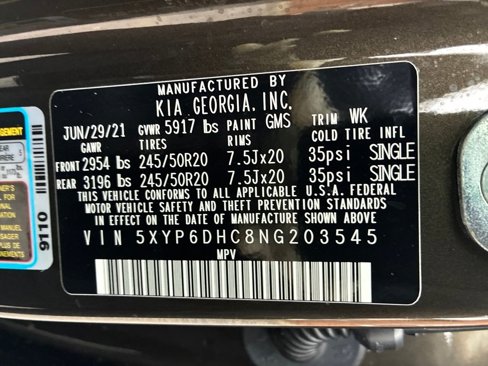 MANUFACTURED BY
KIA GEORGIA, INC.
JUN/29/21 GVWR 5917 lbs PAINT GMS TRIM WK
GAWR TIRES RIMS COLD TIRE INFL
FRONT 2954 lbs 245/50R20 7.5Jx20 35psi SINGLE
REAR 3196 lbs 245/50R20 7.5Jx20 35psi SINGLE
THIS VEHICLE CONFORMS TO ALL APPLICABLE U.S.A. FEDERAL
MOTOR VEHICLE SAFETY AND THEFT PREVENTION STANDARDS
IN EFFECT ON THE DATE OF MANUFACTURE SHOWN ABOVE
VIN 5XYP6DHC8NG203545
MPV
9110